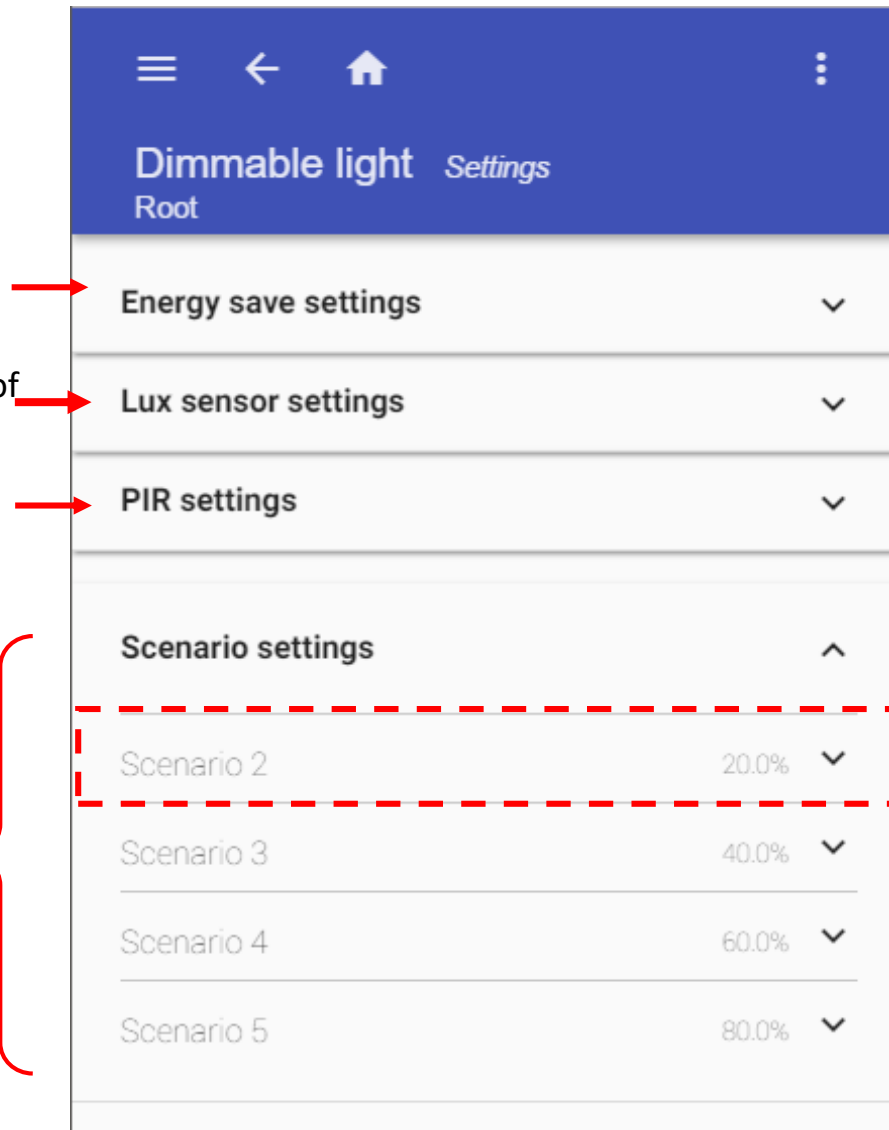 Dimmable light Settings
Root
Energy save settings
of
Lux sensor settings
PIR settings
Scenario settings
Scenario 2 20.0%
Scenario 3 40.0%
Scenario 4 60.0%
Scenario 5 80.0%